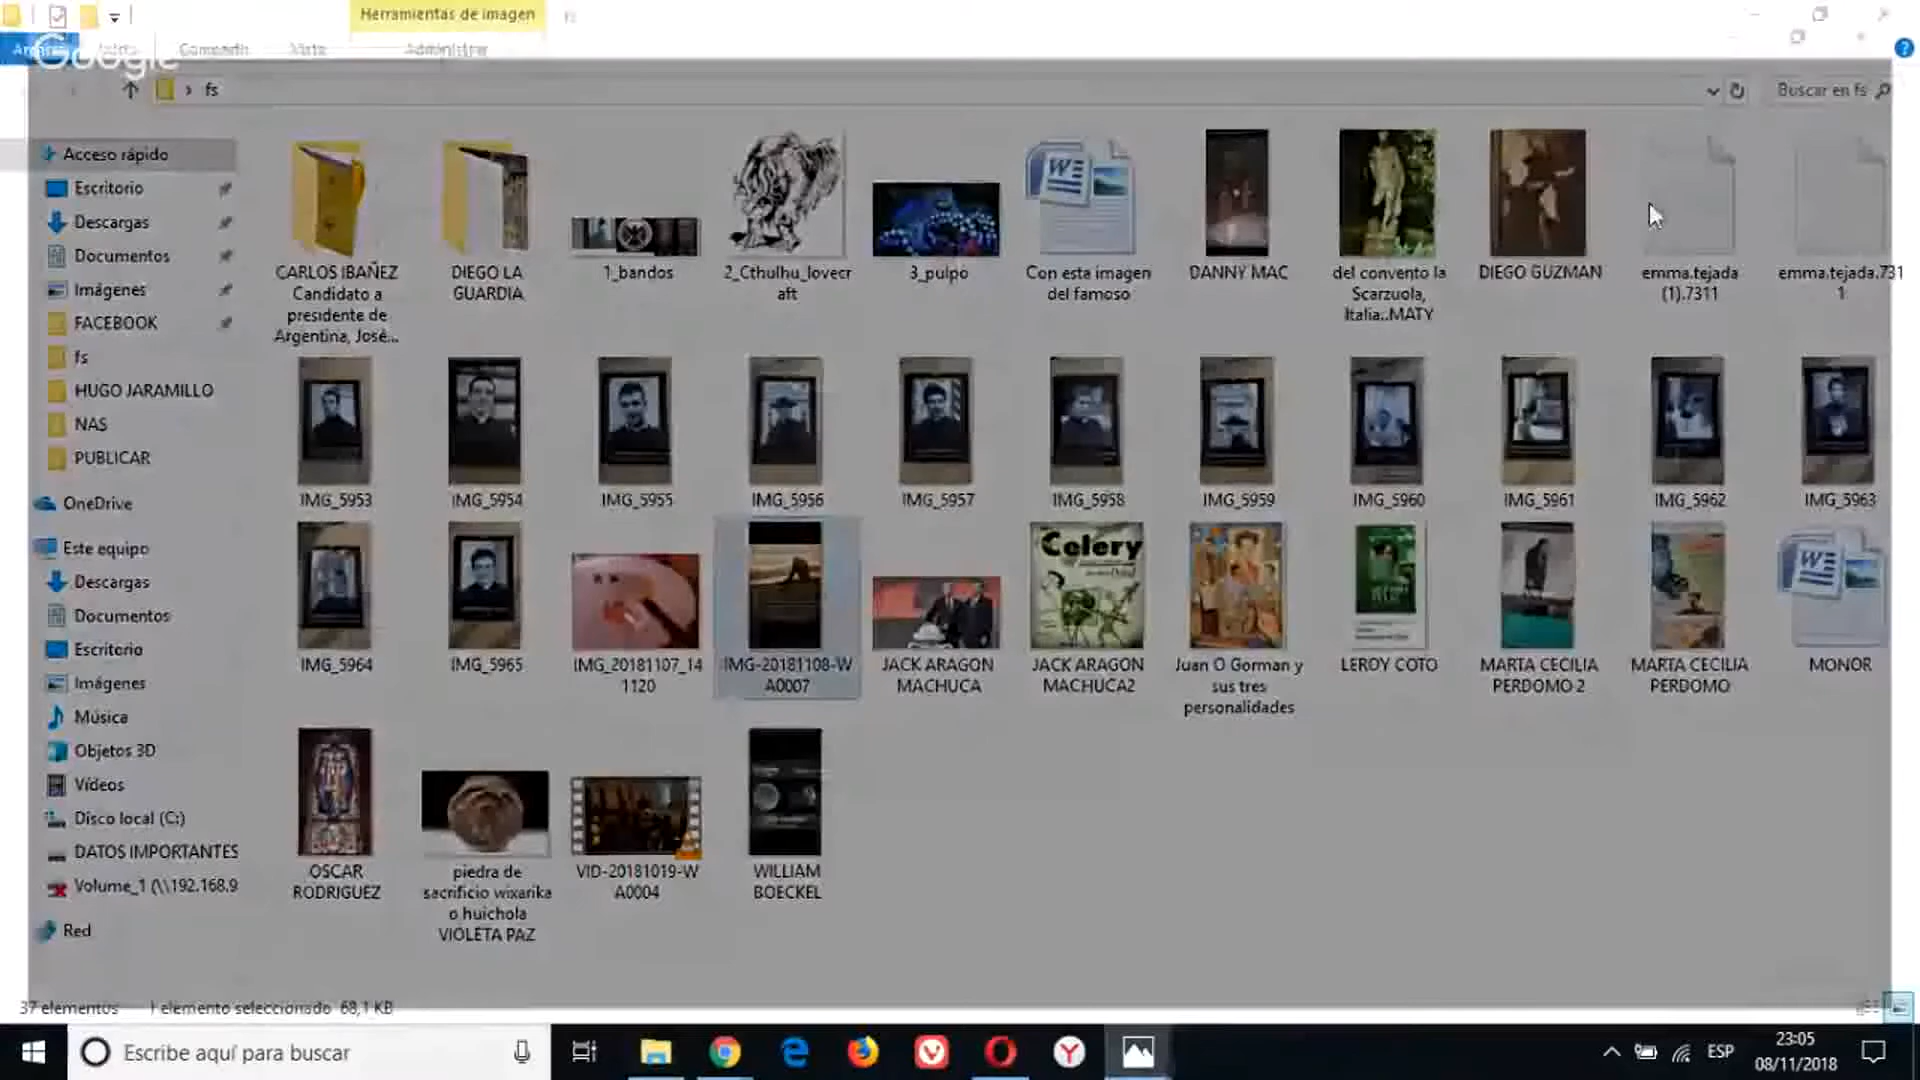 Herramientas de imagen
fs
Archivo Inicio Compartir Vista Administrar
Google
fs
Buscar en fs
Acceso rápido
Escritorio
Descargas
Documentos
Imágenes
FACEBOOK
fs
HUGO JARAMILLO
NAS
PUBLICAR
OneDrive
Este equipo
Descargas
Documentos
Escritorio
Imágenes
Música
Objetos 3D
Vídeos
Disco local (C:)
DATOS IMPORTANTES
Volume_1 (\\192.168.9
Red
CARLOS IBAÑEZ
Candidato a
presidente de
Argentina, José...
DIEGO LA
GUARDIA
1_bandos
2_Cthulhu_lovecr
aft
3_pulpo
Con esta imagen
del famoso
DANNY MAC
del convento la
Scarzuola,
Italia..MATY
DIEGO GUZMAN
emma.tejada
(1).7311
emma.tejada.731
1
IMG_5953
IMG_5954
IMG_5955
IMG_5956
IMG_5957
IMG_5958
IMG_5959
IMG_5960
IMG_5961
IMG_5962
IMG_5963
IMG_5964
IMG_5965
IMG_20181107_14
1120
IMG-20181108-W
A0007
JACK ARAGON
MACHUCA
Celery
JACK ARAGON
MACHUCA2
Juan O Gorman y
sus tres
personalidades
LEROY COTO
MARTA CECILIA
PERDOMO 2
MARTA CECILIA
PERDOMO
MONOR
OSCAR
RODRIGUEZ
piedra de
sacrificio wixarika
o huichola
VIOLETA PAZ
VID-20181019-W
A0004
WILLIAM
BOECKEL
37 elementos 1 elemento seleccionado 68,1 KB
Escribe aquí para buscar
ESP
23:05
08/11/2018